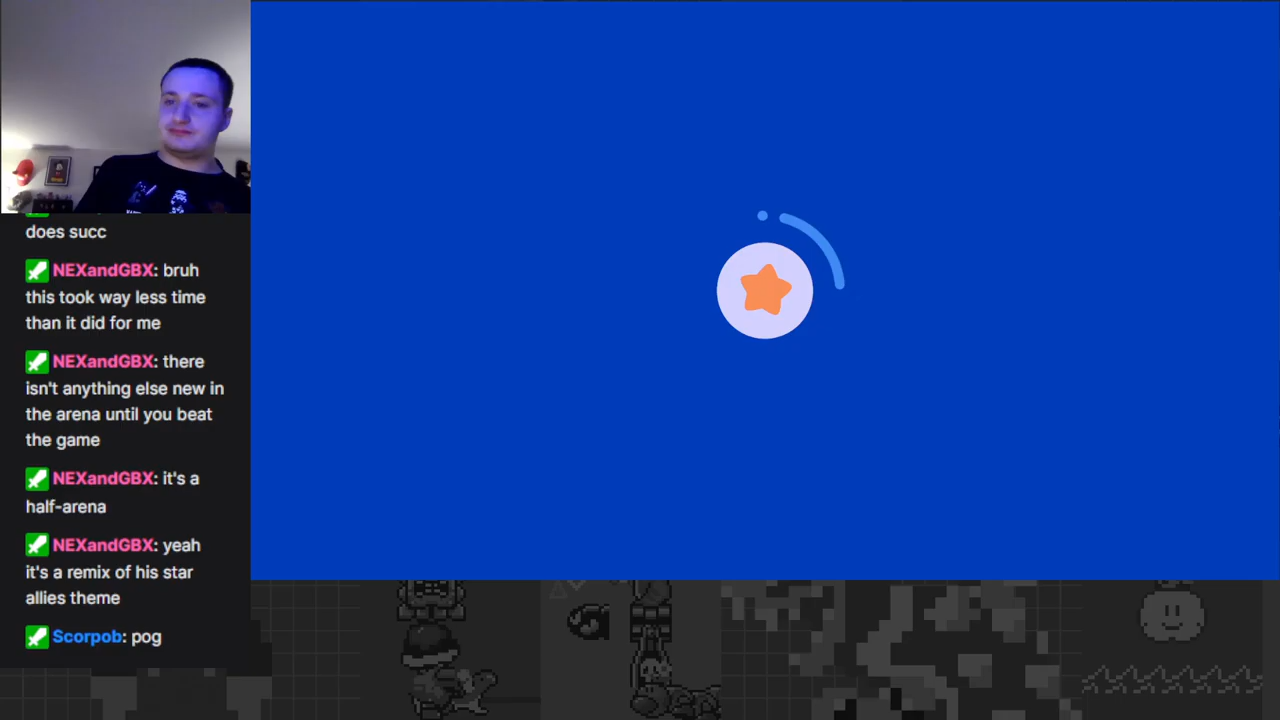 does succ
NEXandGBX: bruh
this took way less time
than it did for me
NEXandGBX: there
isn't anything else new in
the arena until you beat
the game
NEXandGBX: it's a
half-arena
NEXandGBX: yeah
it's a remix of his star
allies theme
Scorpob: pog